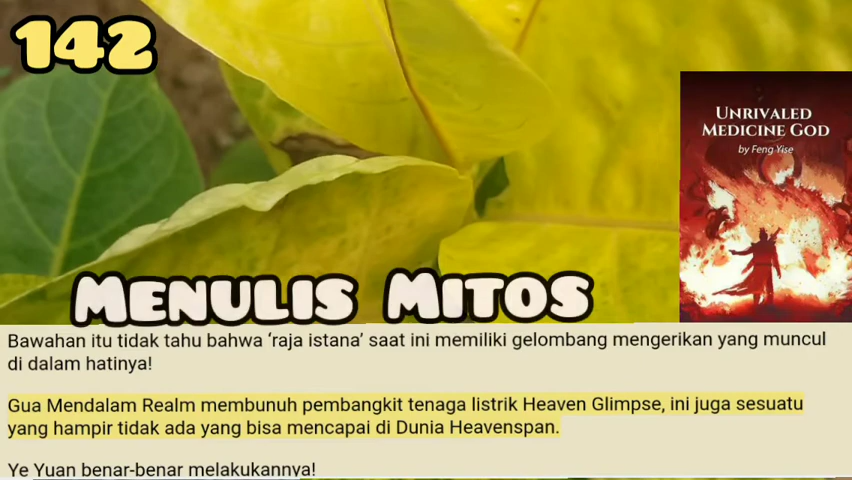 142
UNRIVALED
MEDICINE GOD
by Feng Yise
MENULIS MITOS
Bawahan itu tidak tahu bahwa ‘raja istana’ saat ini memiliki gelombang mengerikan yang muncul
di dalam hatinya!
Gua Mendalam Realm membunuh pembangkit tenaga listrik Heaven Glimpse, ini juga sesuatu
yang hampir tidak ada yang bisa mencapai di Dunia Heavenspan.
Ye Yuan benar-benar melakukannya!